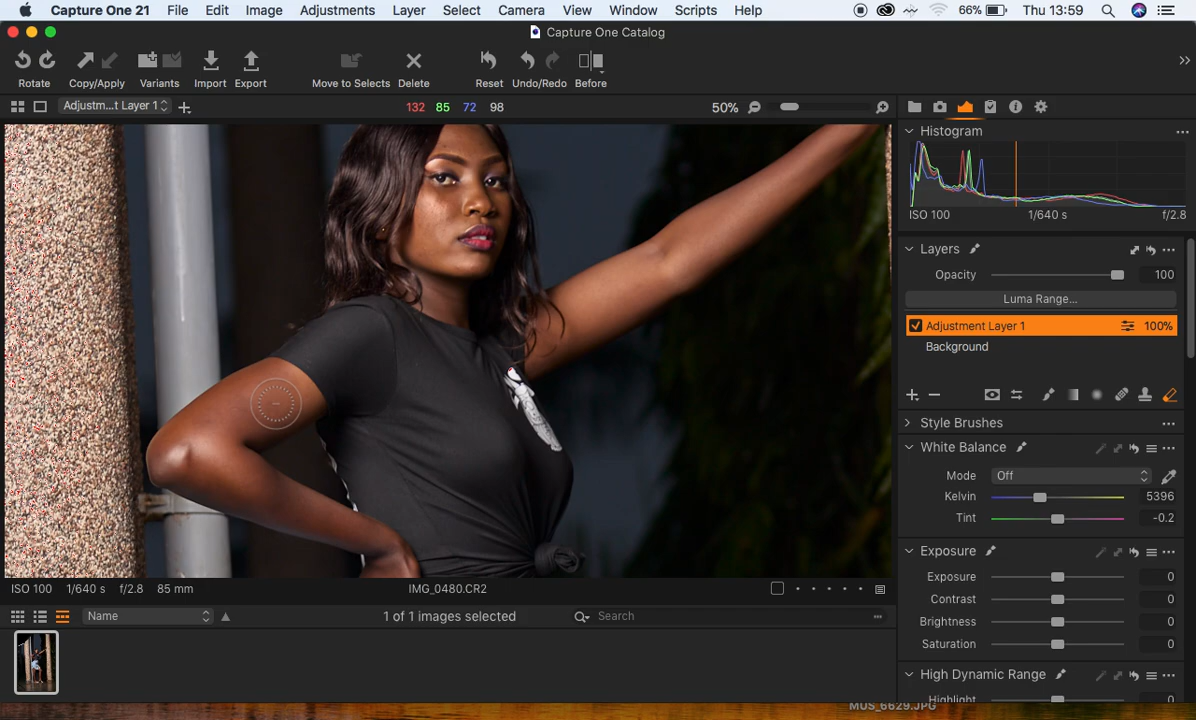 Capture One 21 File Edit Image Adjustments Layer Select Camera View Window Scripts Help 66% Thu 13:59
Capture One Catalog
Rotate Copy/Apply Variants Import Export Move to Selects Delete Reset Undo/Redo Before
Adjustm...t Layer 1 132 85 72 98 50%
Histogram
ISO 100 1/640 s f/2.8
Layers
Opacity 100
Luma Range...
Adjustment Layer 1 100%
Background
Style Brushes
White Balance
Mode Off
Kelvin 5396
Tint -0.2
Exposure
Exposure 0
Contrast 0
Brightness 0
Saturation 0
High Dynamic Range
Highlight
ISO 100 1/640 s f/2.8 85 mm IMG_0480.CR2
Name 1 of 1 images selected Search
MUS_6629.JPG